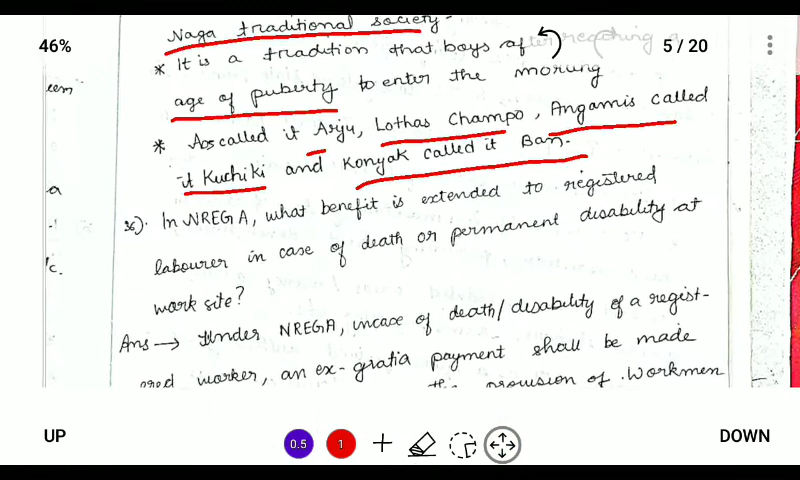 46%
5 / 20
Naga traditional society-
* It is a tradition that boys after reaching a
age of puberty to enter the morung
* Aos called it Arju, Lothas Champo, Angamis called
it Kuchiki and Konyak called it Ban.
36). In NREGA, what benefit is extended to registered
labourer in case of death or permanent disability at
work site?
Ans → Under NREGA, incase of death/disability of a regist-
ered worker, an ex-gratia payment shall be made
the provision of Workmen
UP
0.5
1
DOWN